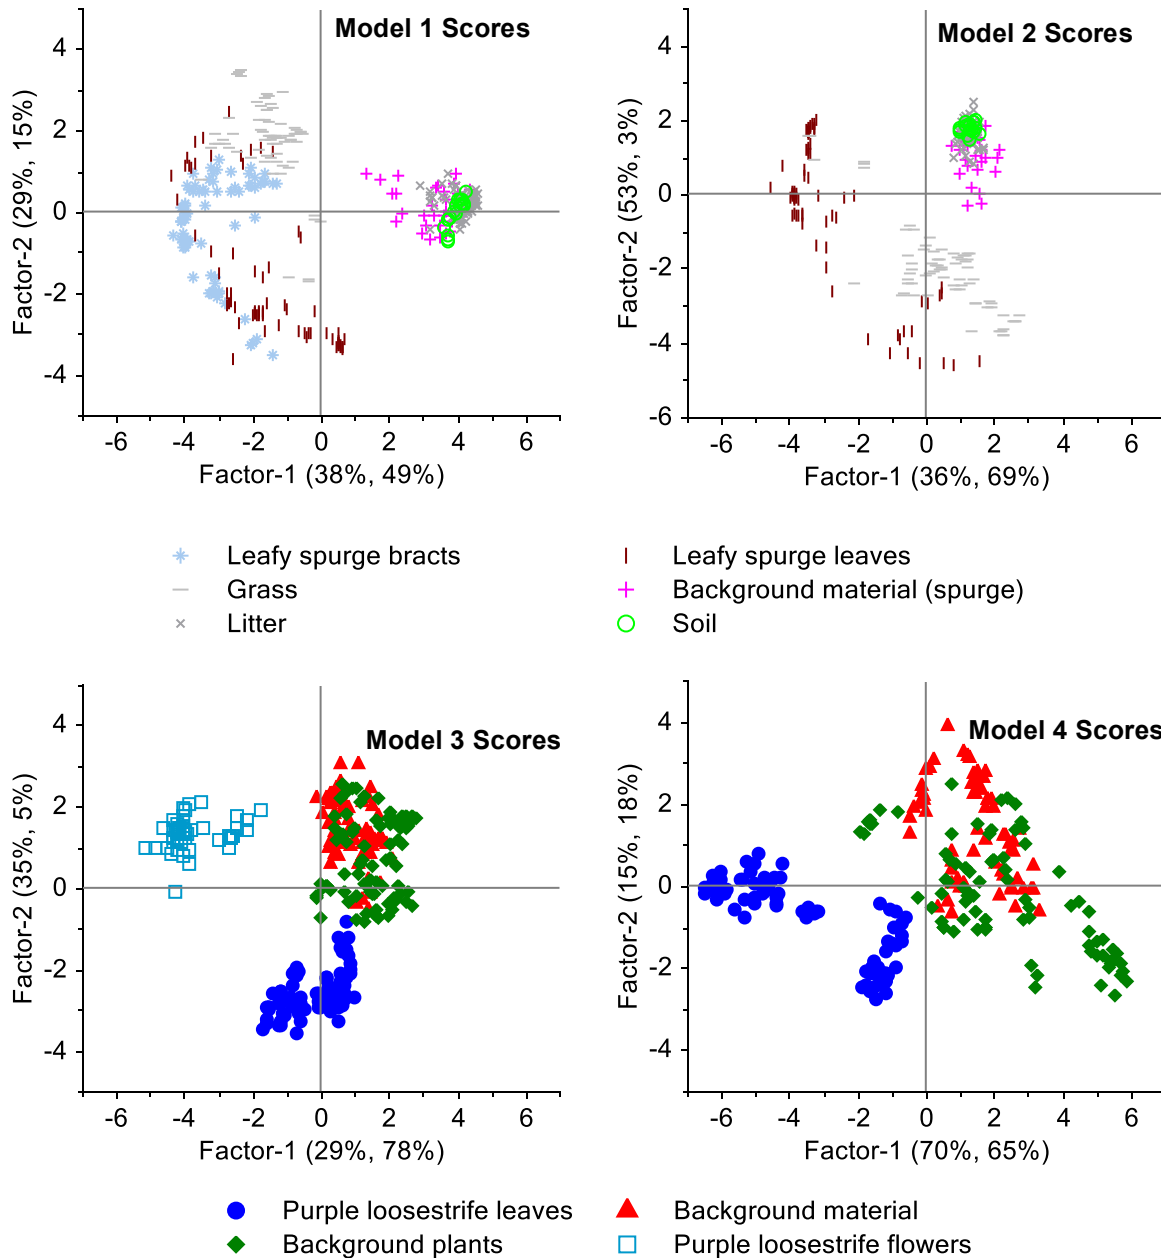 Model 1 Scores
4
2
0
-2
-4
Factor-2 (29%, 15%)
-6 -4 -2 0 2 4 6
Factor-1 (38%, 49%)
Model 2 Scores
4
2
0
-2
-4
-6
Factor-2 (53%, 3%)
-6 -4 -2 0 2 4 6
Factor-1 (36%, 69%)
Leafy spurge bracts
Leafy spurge leaves
Grass
Background material (spurge)
Litter
Soil
Model 3 Scores
4
2
0
-2
-4
Factor-2 (35%, 5%)
-6 -4 -2 0 2 4 6
Factor-1 (29%, 78%)
Model 4 Scores
4
2
0
-2
-4
Factor-2 (15%, 18%)
-6 -4 -2 0 2 4 6
Factor-1 (70%, 65%)
Purple loosestrife leaves
Background material
Background plants
Purple loosestrife flowers